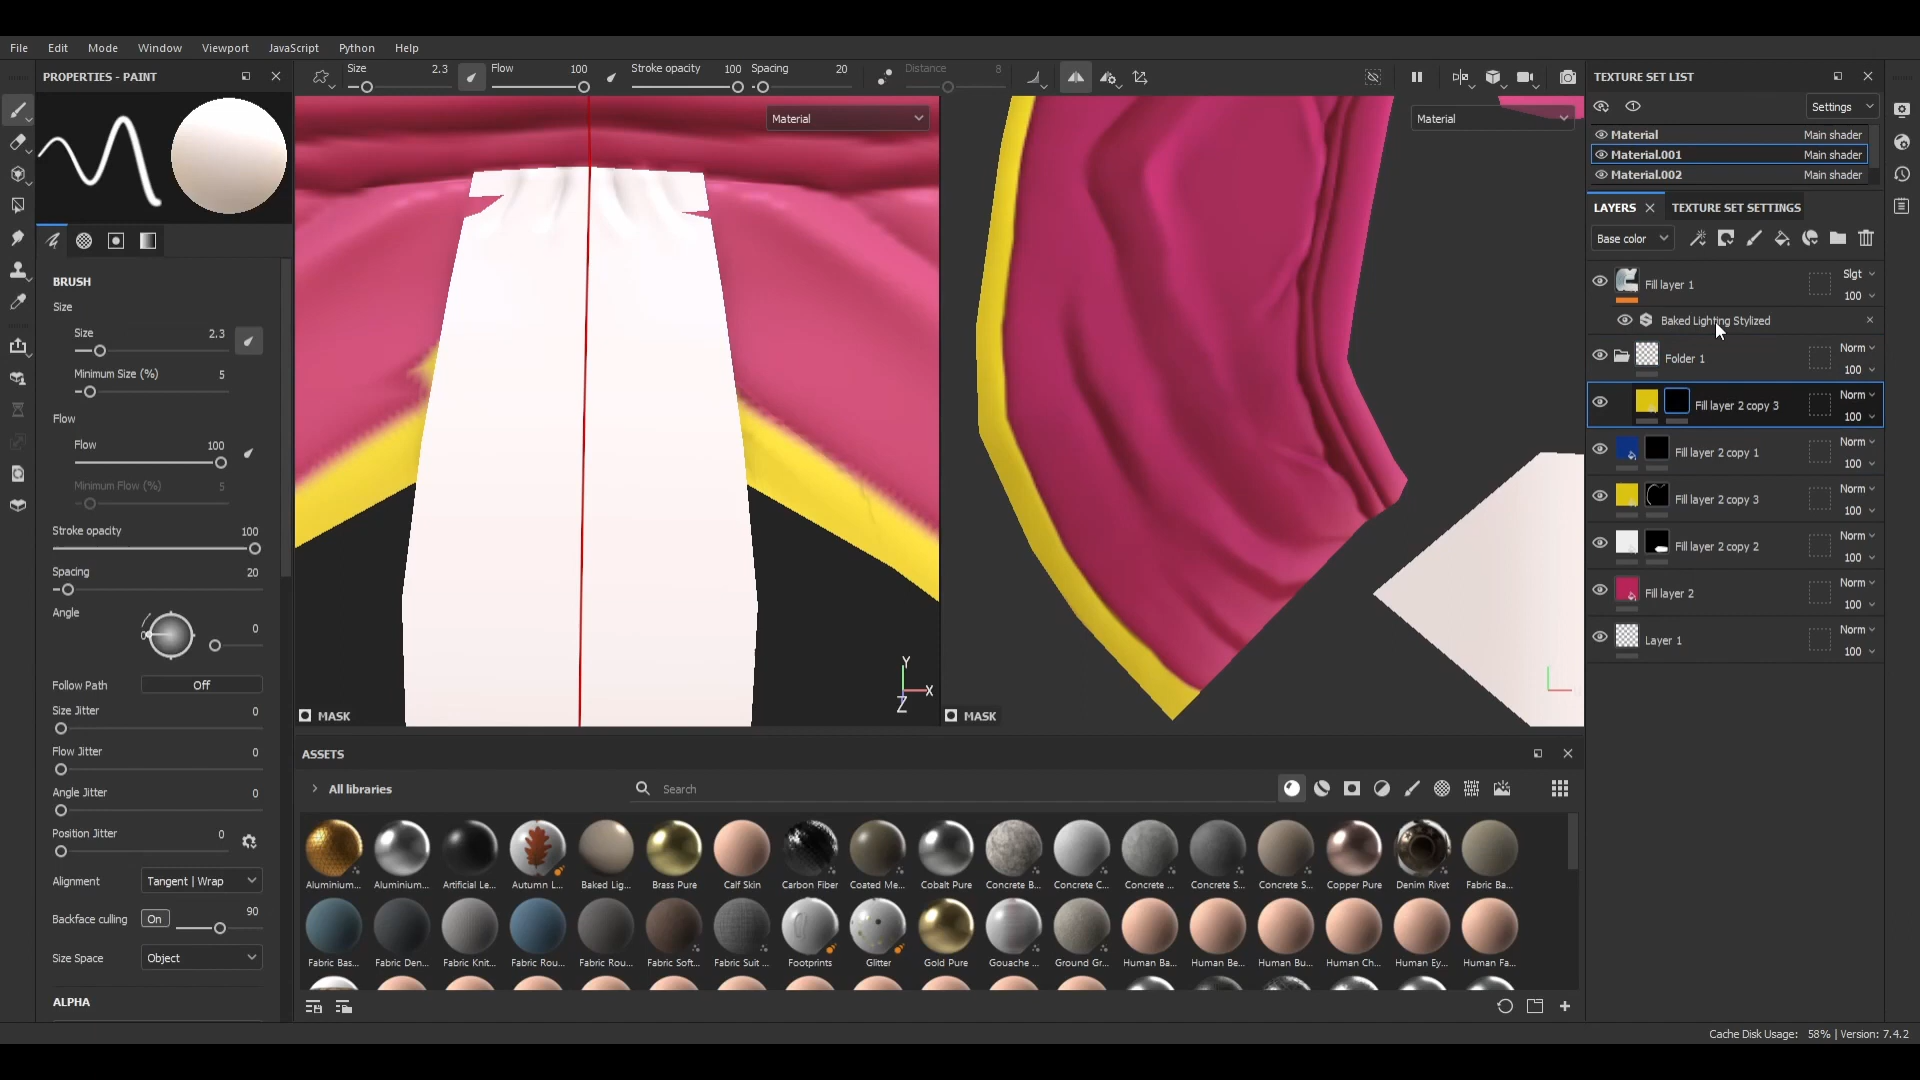 File Edit Mode Window Viewport JavaScript Python Help
PROPERTIES - PAINT
Size 2.3 Flow 100 Stroke opacity 100 Spacing 20 Distance 8
Material
Material
MASK
MASK
Y
X
Z
BRUSH
Size
Size 2.3
Minimum Size (%) 5
Flow
Flow 100
Minimum Flow (%) 5
Stroke opacity 100
Spacing 20
Angle
0
0
Follow Path Off
Size Jitter 0
Flow Jitter 0
Angle Jitter 0
Position Jitter 0
Alignment Tangent | Wrap
Backface culling On 90
Size Space Object
ALPHA
ASSETS
All libraries Search
Aluminium... Aluminium... Artificial Le... Autumn L... Baked Lig... Brass Pure Calf Skin Carbon Fiber Coated Me... Cobalt Pure Concrete B... Concrete C... Concrete ... Concrete S... Concrete S... Copper Pure Denim Rivet Fabric Ba...
Fabric Bas... Fabric Den... Fabric Knit... Fabric Rou... Fabric Rou... Fabric Soft... Fabric Suit ... Footprints Glitter Gold Pure Gouache ... Ground Gr... Human Ba... Human Be... Human Bu... Human Ch... Human Ey... Human Fa...
TEXTURE SET LIST
Settings
Material Main shader
Material.001 Main shader
Material.002 Main shader
LAYERS TEXTURE SET SETTINGS
Base color
Fill layer 1 Slgt 100
Baked Lighting Stylized
Folder 1 Norm 100
Fill layer 2 copy 3 Norm 100
Fill layer 2 copy 1 Norm 100
Fill layer 2 copy 3 Norm 100
Fill layer 2 copy 2 Norm 100
Fill layer 2 Norm 100
Layer 1 Norm 100
Cache Disk Usage: 58% | Version: 7.4.2